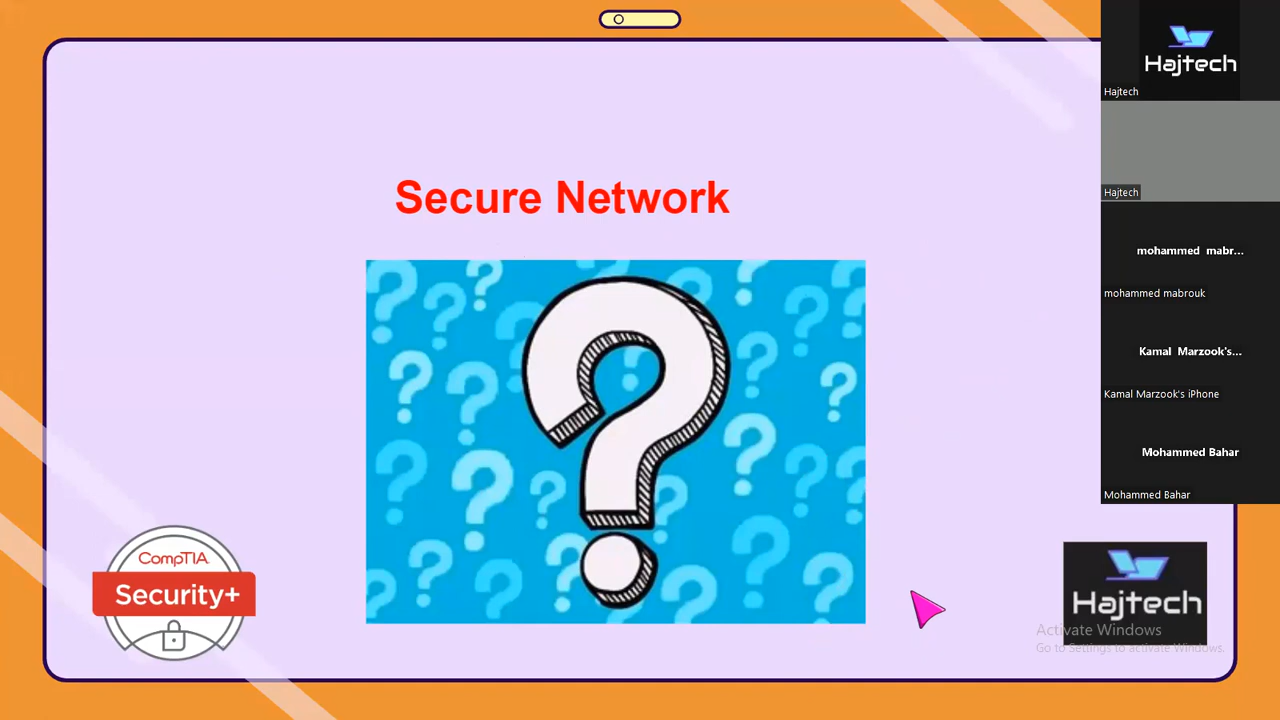 Secure Network
CompTIA
Security+
Hajtech
Hajtech
Hajtech
mohammed mabr...
mohammed mabrouk
Kamal Marzook's...
Kamal Marzook's iPhone
Mohammed Bahar
Mohammed Bahar
Hajtech
Activate Windows
Go to Settings to activate Windows.